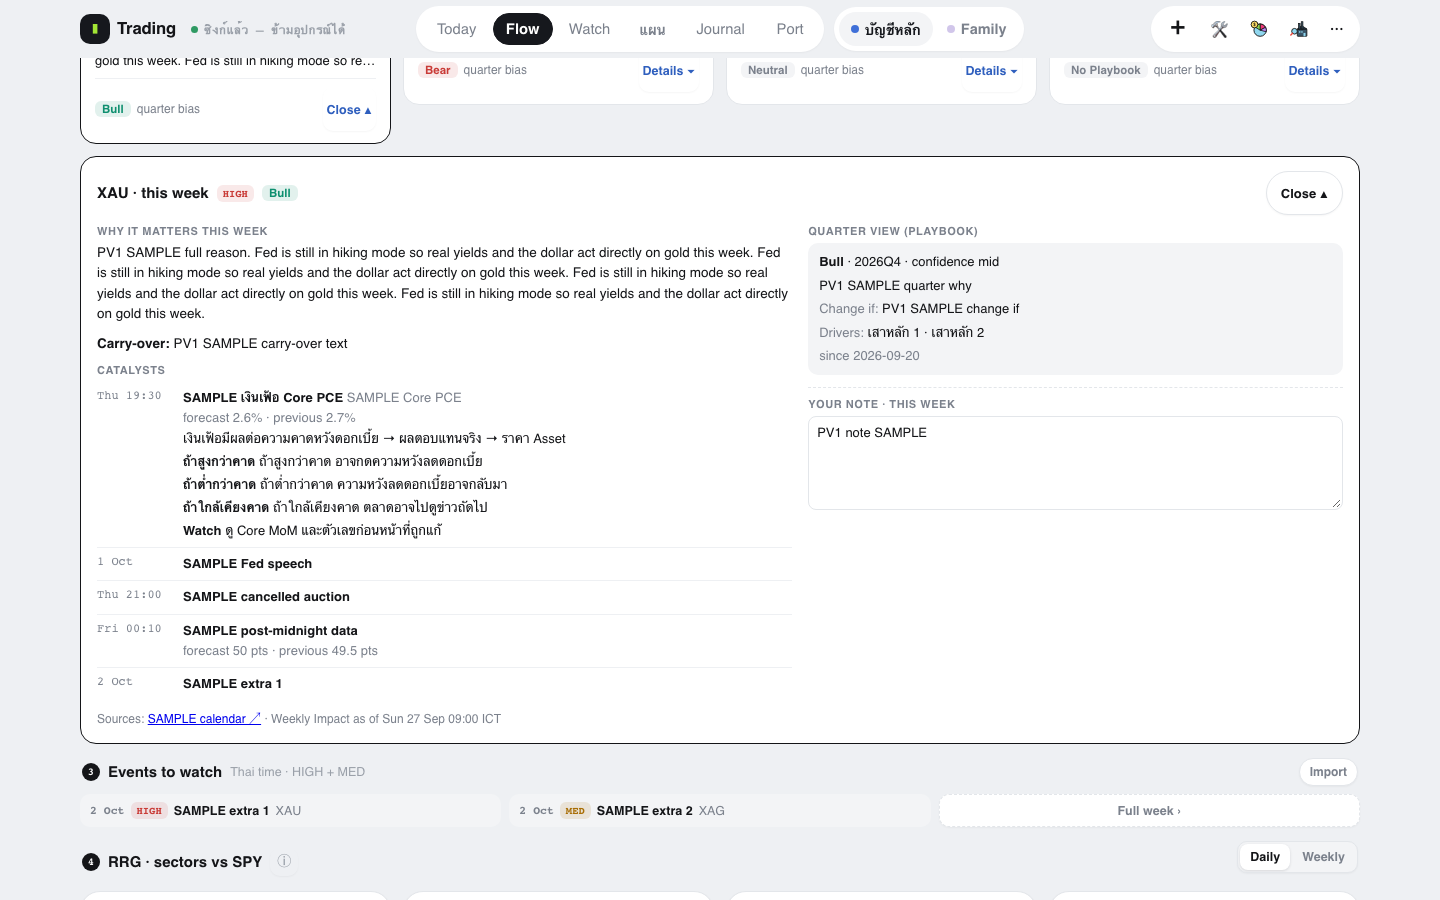 Trading
ซิงก์แล้ว — ข้ามอุปกรณ์ได้
Today Flow Watch แผน Journal Port
บัญชีหลัก Family
gold this week. Fed is still in hiking mode so re…
Bull quarter bias Close ▴
Bear quarter bias Details ▾
Neutral quarter bias Details ▾
No Playbook quarter bias Details ▾
XAU · this week HIGH Bull
Close ▴
WHY IT MATTERS THIS WEEK
PV1 SAMPLE full reason. Fed is still in hiking mode so real yields and the dollar act directly on gold this week. Fed
is still in hiking mode so real yields and the dollar act directly on gold this week. Fed is still in hiking mode so real
yields and the dollar act directly on gold this week. Fed is still in hiking mode so real yields and the dollar act directly
on gold this week.
Carry-over: PV1 SAMPLE carry-over text
CATALYSTS
Thu 19:30 SAMPLE เงินเฟ้อ Core PCE SAMPLE Core PCE
forecast 2.6% · previous 2.7%
เงินเฟ้อมีผลต่อความคาดหวังดอกเบี้ย → ผลตอบแทนจริง → ราคา Asset
ถ้าสูงกว่าคาด ถ้าสูงกว่าคาด อาจกดความหวังลดดอกเบี้ย
ถ้าต่ำกว่าคาด ถ้าต่ำกว่าคาด ความหวังลดดอกเบี้ยอาจกลับมา
ถ้าใกล้เคียงคาด ถ้าใกล้เคียงคาด ตลาดอาจไปดูข่าวถัดไป
Watch ดู Core MoM และตัวเลขก่อนหน้าที่ถูกแก้
1 Oct SAMPLE Fed speech
Thu 21:00 SAMPLE cancelled auction
Fri 00:10 SAMPLE post-midnight data
forecast 50 pts · previous 49.5 pts
2 Oct SAMPLE extra 1
Sources: SAMPLE calendar ↗ · Weekly Impact as of Sun 27 Sep 09:00 ICT
QUARTER VIEW (PLAYBOOK)
Bull · 2026Q4 · confidence mid
PV1 SAMPLE quarter why
Change if: PV1 SAMPLE change if
Drivers: เสาหลัก 1 · เสาหลัก 2
since 2026-09-20
YOUR NOTE · THIS WEEK
PV1 note SAMPLE
3 Events to watch Thai time · HIGH + MED
Import
2 Oct HIGH SAMPLE extra 1 XAU
2 Oct MED SAMPLE extra 2 XAG
Full week ›
4 RRG · sectors vs SPY ⓘ
Daily Weekly